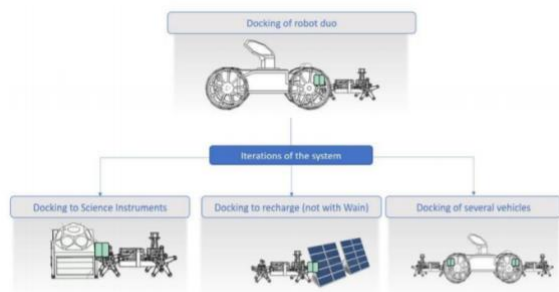 Docking of robot duo
Iterations of the system
Docking to Science Instruments
Docking to recharge (not with Wain)
Docking of several vehicles